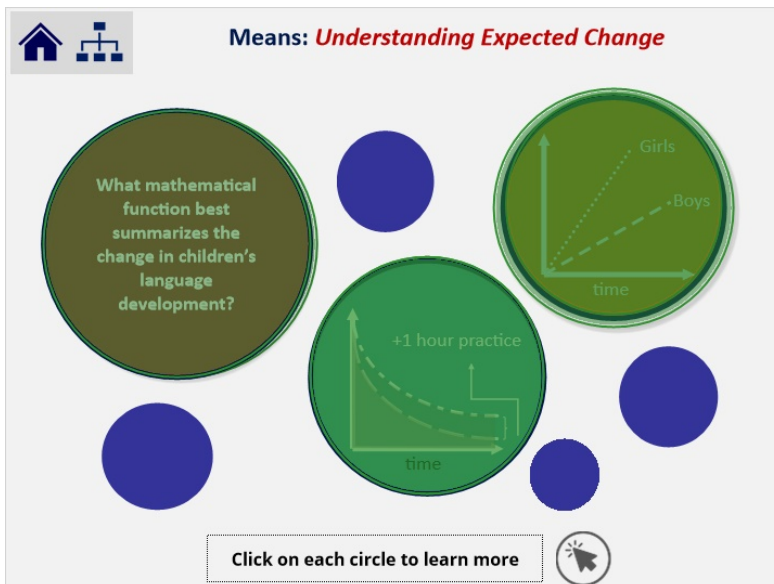 Means: Understanding Expected Change
What mathematical
function best
summarizes the
change in children's
language
development?
Girls
Boys
time
+1 hour practice
time
Click on each circle to learn more